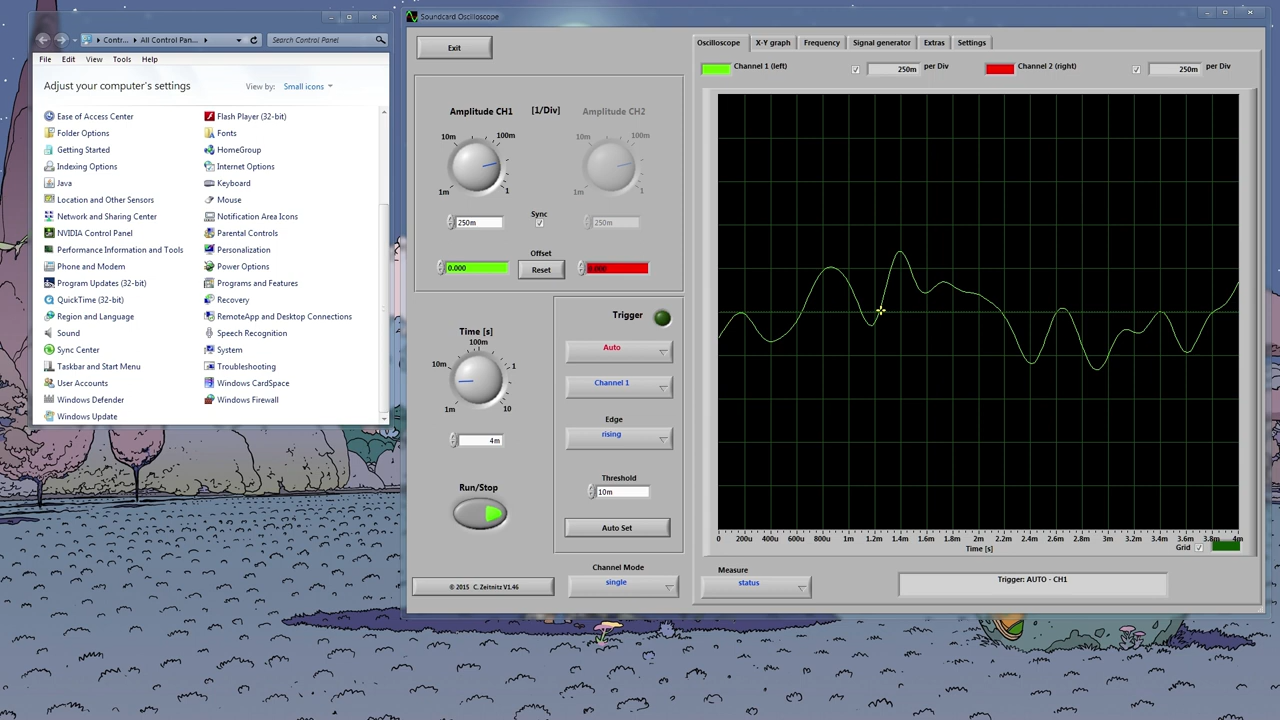 Contr...
All Control Pan...
Search Control Panel
File Edit View Tools Help
Adjust your computer's settings
View by: Small icons
Ease of Access Center
Folder Options
Getting Started
Indexing Options
Java
Location and Other Sensors
Network and Sharing Center
NVIDIA Control Panel
Performance Information and Tools
Phone and Modem
Program Updates (32-bit)
QuickTime (32-bit)
Region and Language
Sound
Sync Center
Taskbar and Start Menu
User Accounts
Windows Defender
Windows Update
Flash Player (32-bit)
Fonts
HomeGroup
Internet Options
Keyboard
Mouse
Notification Area Icons
Parental Controls
Personalization
Power Options
Programs and Features
Recovery
RemoteApp and Desktop Connections
Speech Recognition
System
Troubleshooting
Windows CardSpace
Windows Firewall
Soundcard Oscilloscope
Exit
Amplitude CH1 [1/Div] Amplitude CH2
10m 100m
1m 1
10m 100m
1m 1
250m
Sync
250m
Offset
0.000
Reset
0.000
Time [s]
100m
10m 1
1m 10
4m
Run/Stop
Trigger
Auto
Channel 1
Edge
rising
Threshold
10m
Auto Set
Channel Mode
single
© 2015 C. Zeitnitz V1.46
Oscilloscope X-Y graph Frequency Signal generator Extras Settings
Channel 1 (left) 250m per Div Channel 2 (right) 250m per Div
0 200u 400u 600u 800u 1m 1.2m 1.4m 1.6m 1.8m 2m 2.2m 2.4m 2.6m 2.8m 3m 3.2m 3.4m 3.6m 3.8m 4m
Time [s]
Grid
Measure
status
Trigger: AUTO - CH1